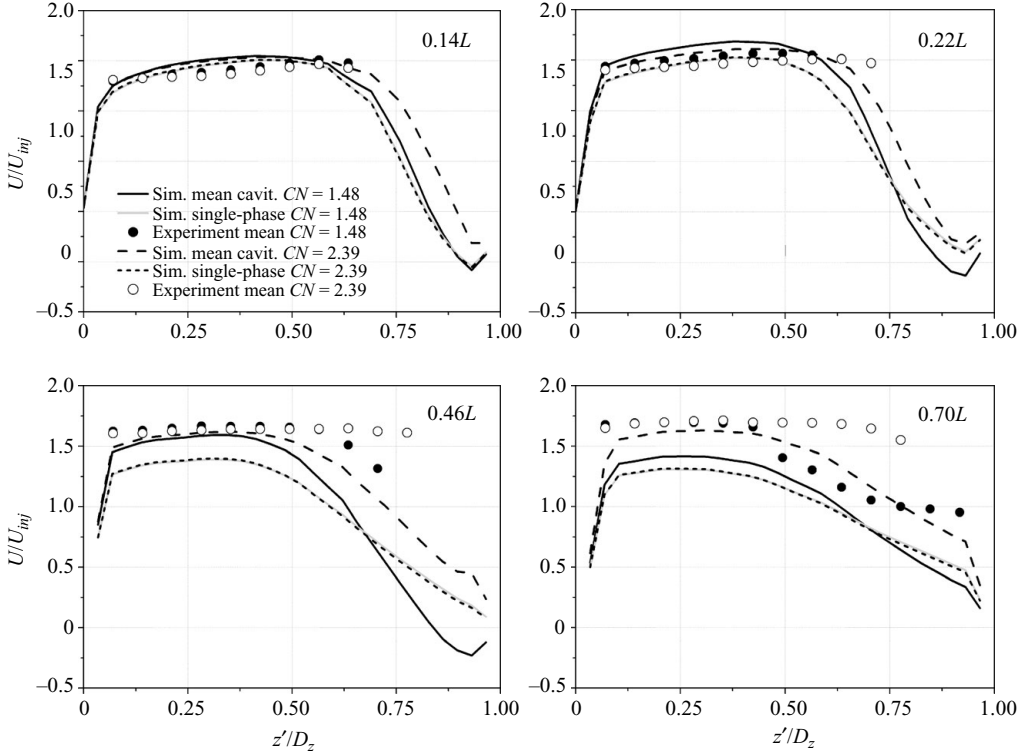 2.0
0.14L
1.5
1.0
U/U_inj
0.5
0
−0.5
Sim. mean cavit. CN = 1.48
Sim. single-phase CN = 1.48
Experiment mean CN = 1.48
Sim. mean cavit. CN = 2.39
Sim. single-phase CN = 2.39
Experiment mean CN = 2.39
0 0.25 0.50 0.75 1.00
2.0
0.22L
1.5
1.0
0.5
0
−0.5
0 0.25 0.50 0.75 1.00
2.0
0.46L
1.5
1.0
U/U_inj
0.5
0
−0.5
0 0.25 0.50 0.75 1.00
z′/D_z
2.0
0.70L
1.5
1.0
0.5
0
−0.5
0 0.25 0.50 0.75 1.00
z′/D_z